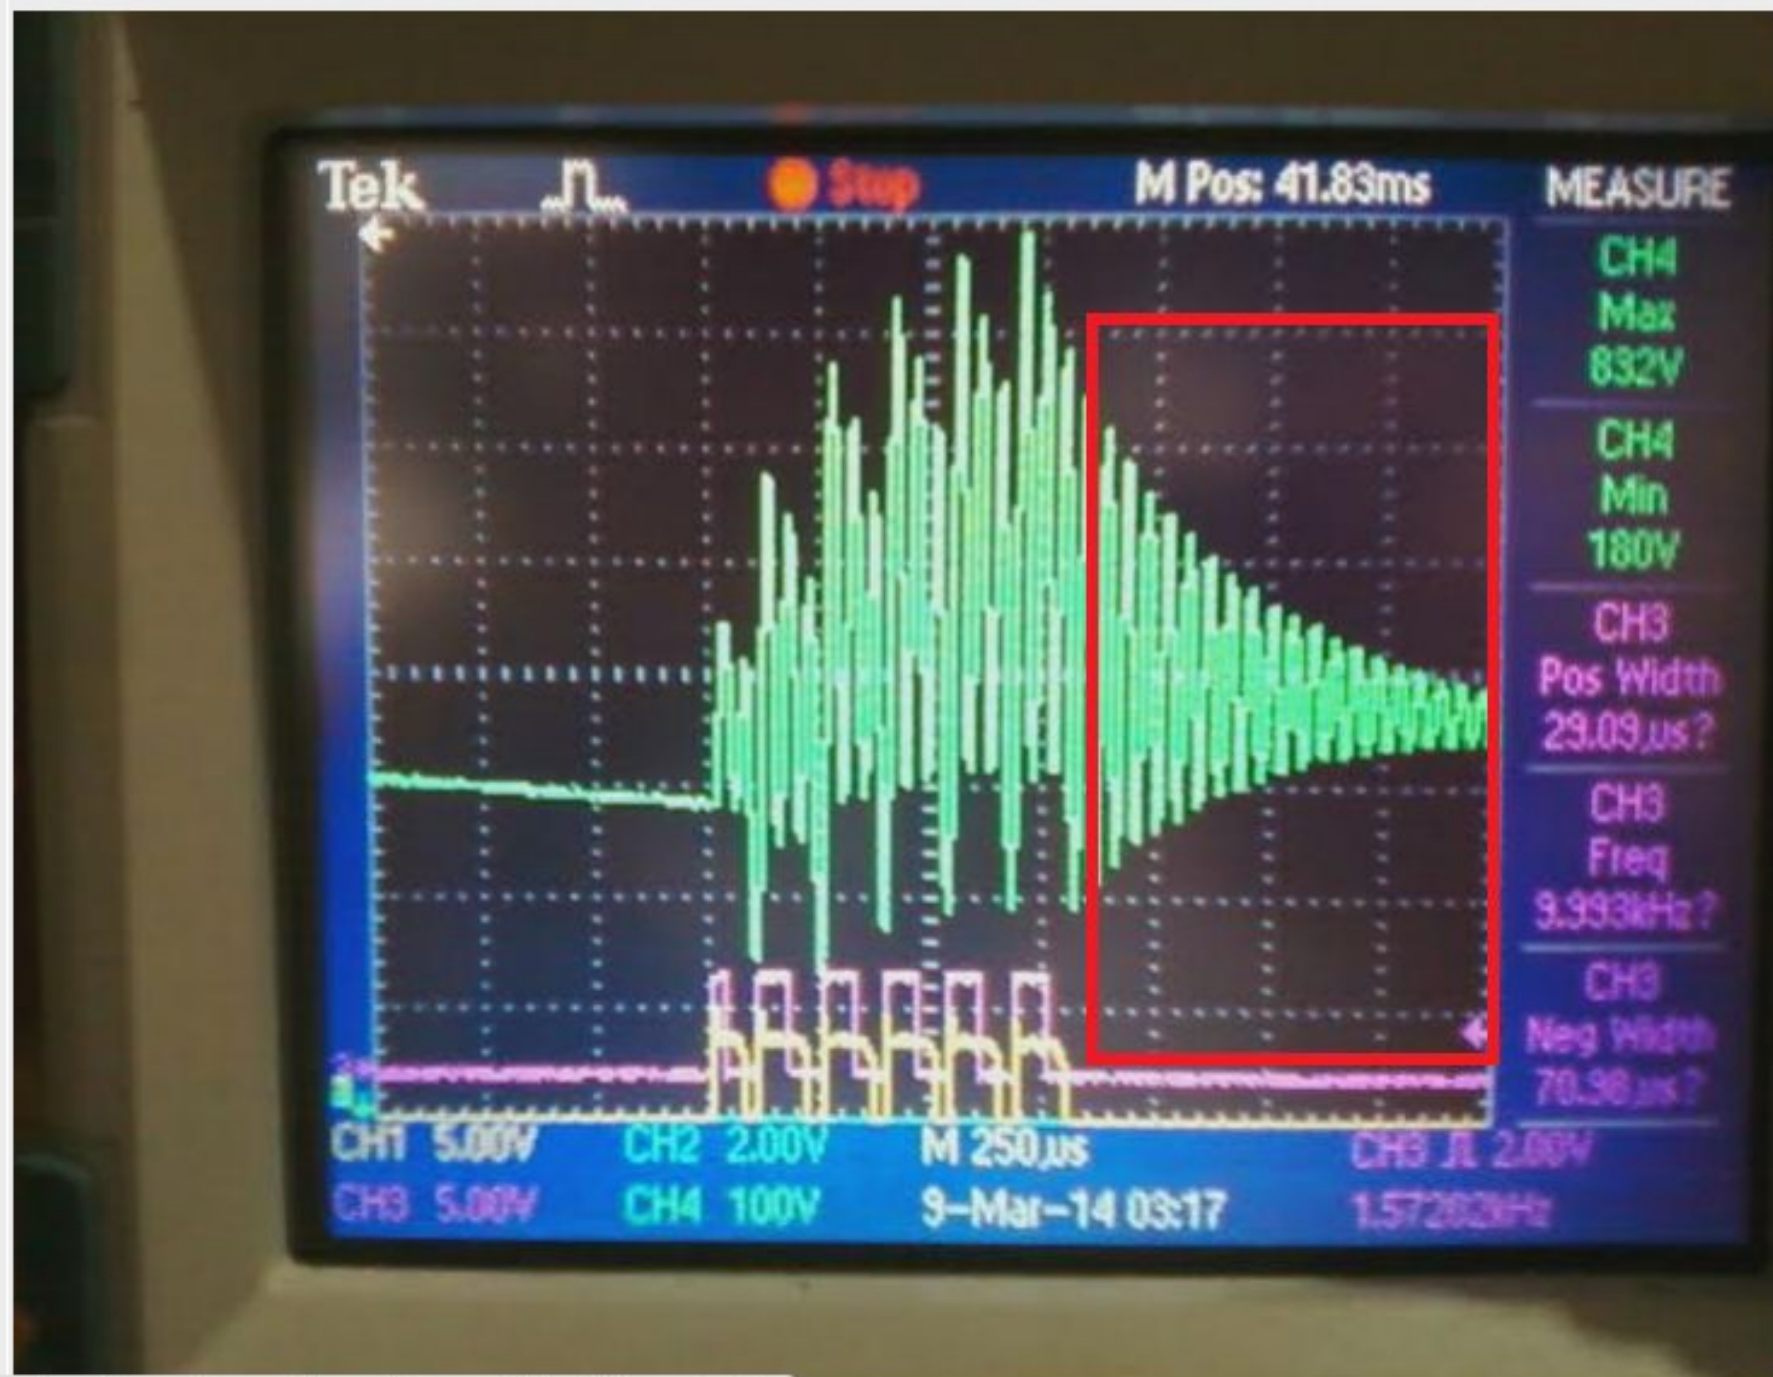 Tek Stop M Pos: 41.83ms MEASURE
CH4
Max
832V
CH4
Min
180V
CH3
Pos Width
29.09µs?
CH3
Freq
9.993kHz?
CH3
Neg Width
70.98µs?
CH1 5.00V CH2 2.00V M 250µs CH3 2.00V
CH3 5.00V CH4 100V 9-Mar-14 03:17 1.57202kHz